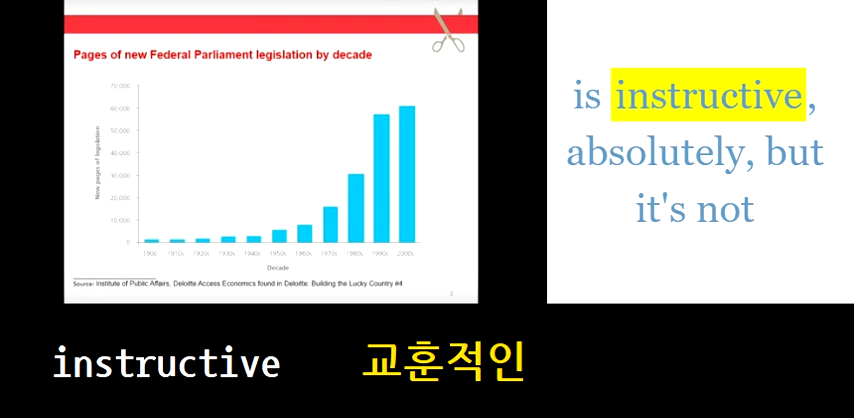 Pages of new Federal Parliament legislation by decade
70,000
60,000
50,000
40,000
30,000
20,000
10,000
0
New pages of legislation
1900 1910s 1920s 1930s 1940s 1950s 1960s 1970s 1980s 1990s 2000s
Decade
Source: Institute of Public Affairs, Deloitte Access Economics found in Deloitte: Building the Lucky Country #4
is instructive,
absolutely, but
it's not
instructive 교훈적인